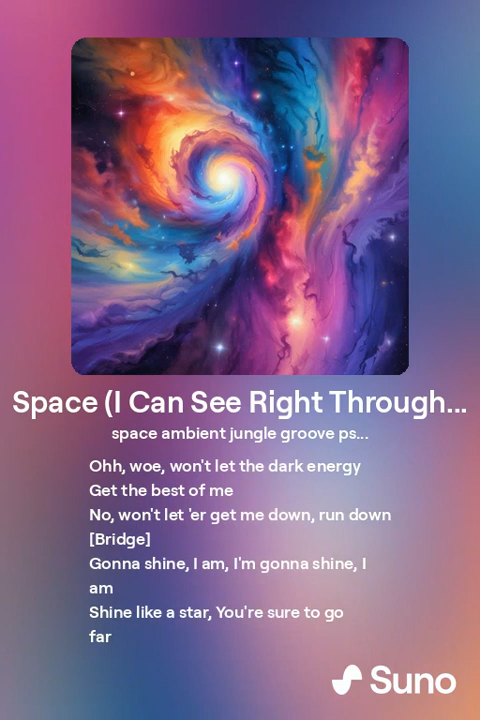 Space (I Can See Right Through...
space ambient jungle groove ps...
Ohh, woe, won't let the dark energy
Get the best of me
No, won't let 'er get me down, run down
[Bridge]
Gonna shine, I am, I'm gonna shine, I
am
Shine like a star, You're sure to go
far
Suno